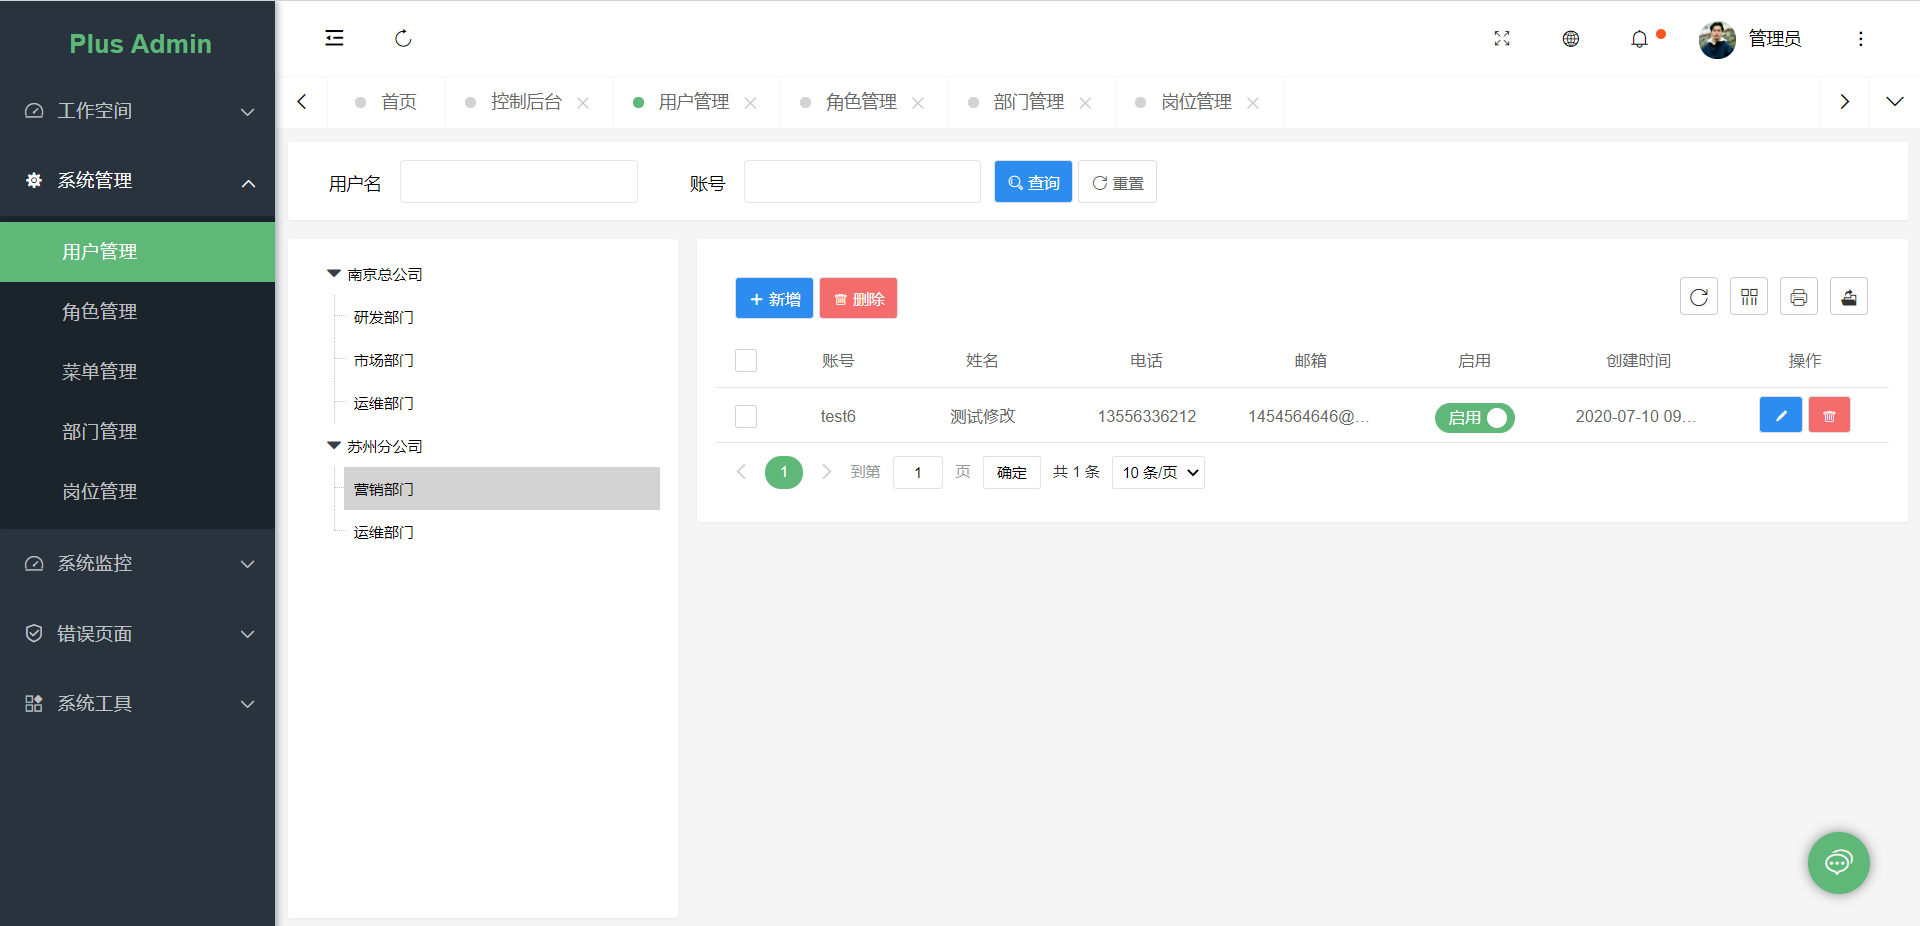 Plus Admin
工作空间
系统管理
用户管理
角色管理
菜单管理
部门管理
岗位管理
系统监控
错误页面
系统工具
管理员
首页 控制后台 用户管理 角色管理 部门管理 岗位管理
用户名 账号 查询 重置
南京总公司
研发部门
市场部门
运维部门
苏州分公司
营销部门
运维部门
新增 删除
账号 姓名 电话 邮箱 启用 创建时间 操作
test6 测试修改 13556336212 1454564646@... 启用 2020-07-10 09...
1 到第 1 页 确定 共 1 条 10 条/页